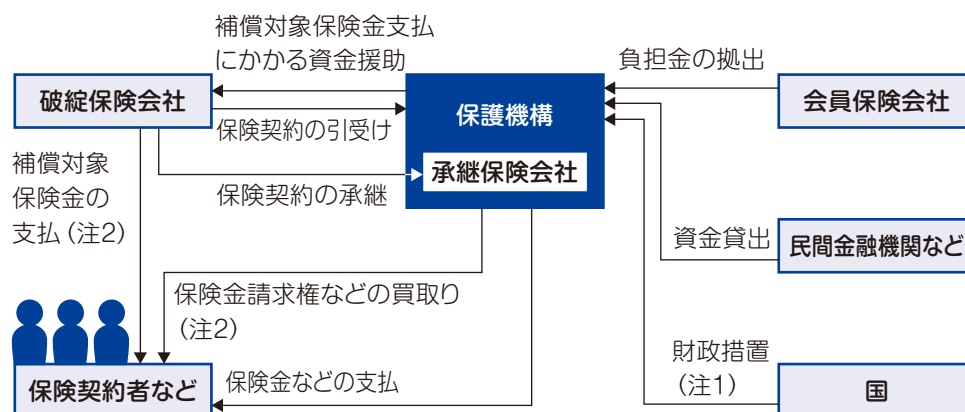 補償対象保険金支払
にかかる資金援助
負担金の拠出
破綻保険会社
保護機構
会員保険会社
保険契約の引受け
補償対象
保険金の
支払(注2)
承継保険会社
保険契約の承継
資金貸出
民間金融機関など
保険金請求権などの買取り
(注2)
財政措置
(注1)
保険契約者など
保険金などの支払
国